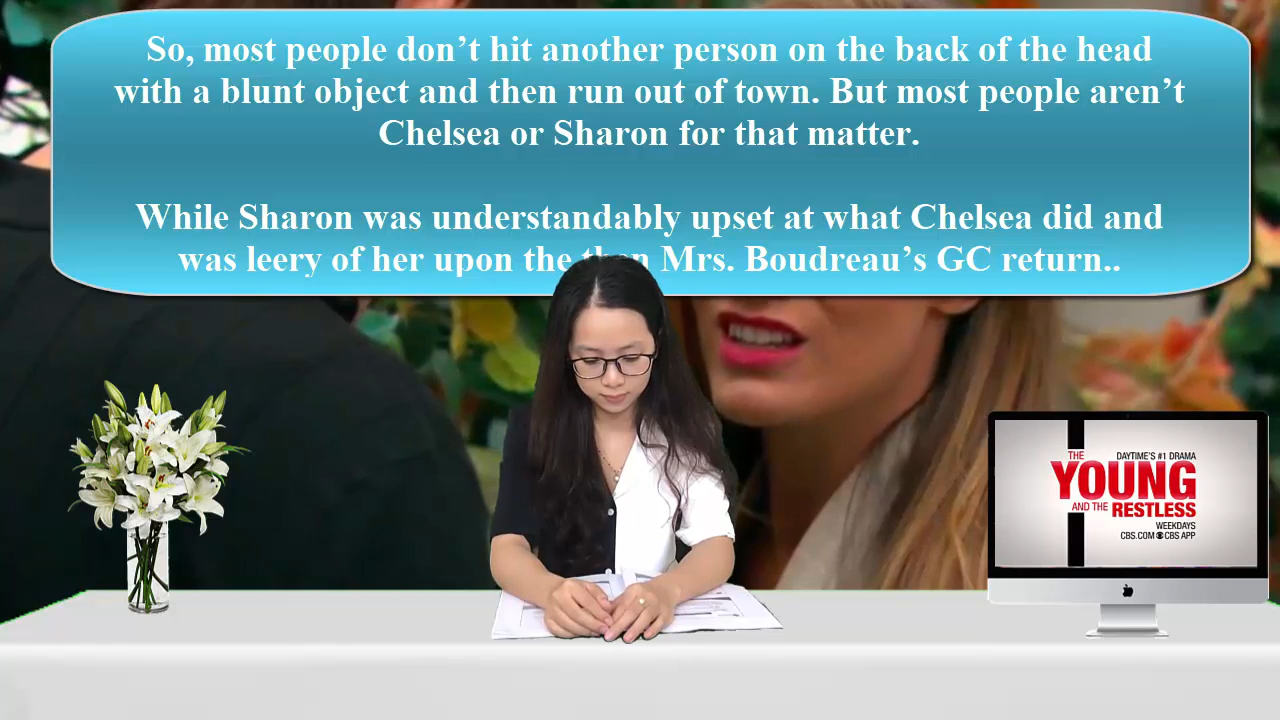 So, most people don’t hit another person on the back of the head
with a blunt object and then run out of town. But most people aren’t
Chelsea or Sharon for that matter.
While Sharon was understandably upset at what Chelsea did and
was leery of her upon the then Mrs. Boudreau’s GC return..
THE
DAYTIME'S #1 DRAMA
YOUNG
AND THE RESTLESS
WEEKDAYS
CBS.COM CBS APP